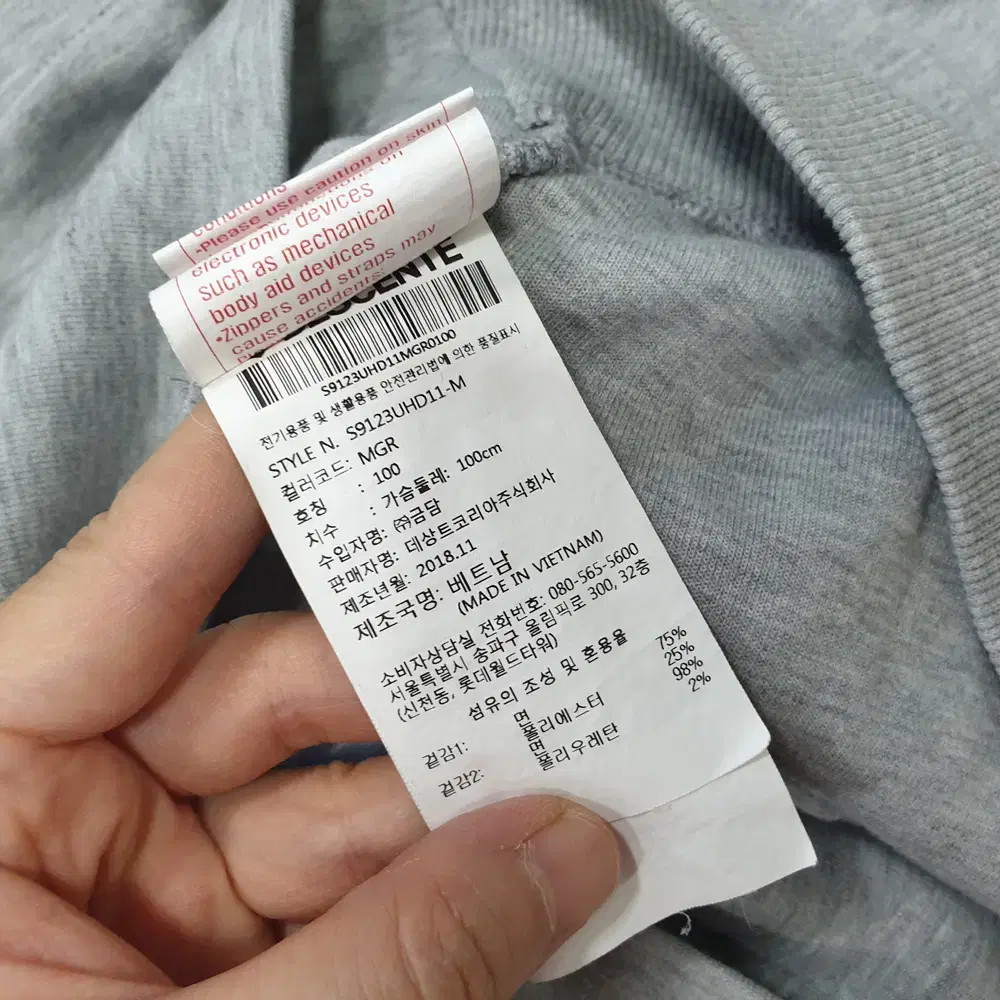 conditions
•Please use caution on skin
electronic devices
such as mechanical
body aid devices
•Zippers and straps may
cause accidents.
DESCENTE
S9123UHD11MGR0100
전기용품 및 생활용품 안전관리법에 의한 품질표시
STYLE N. S9123UHD11-M
컬러코드: MGR
호칭 : 100
치수 : 가슴둘레: 100cm
수입자명: ㈜금담
판매자명: 데상트코리아주식회사
제조년월: 2018.11
제조국명: 베트남
(MADE IN VIETNAM)
소비자상담실 전화번호: 080-565-5600
서울특별시 송파구 올림픽로 300, 32층
(신천동, 롯데월드타워)
섬유의 조성 및 혼용율
겉감1: 면 75%
폴리에스터 25%
겉감2: 면 98%
폴리우레탄 2%